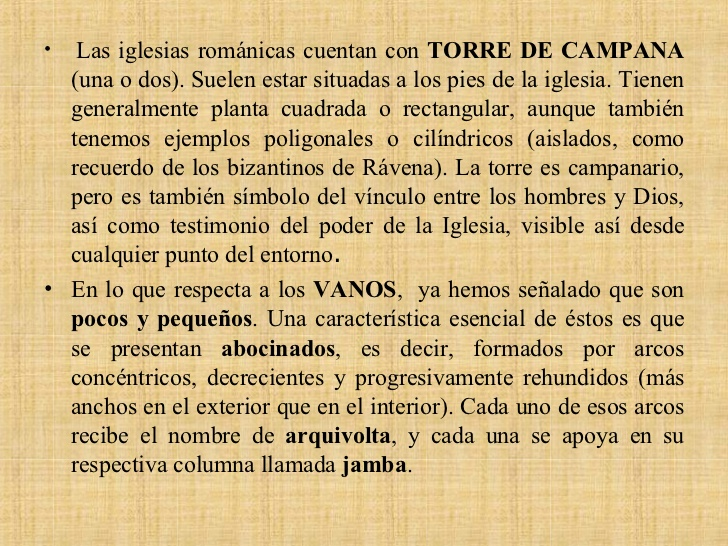 • Las iglesias románicas cuentan con TORRE DE CAMPANA
(una o dos). Suelen estar situadas a los pies de la iglesia. Tienen
generalmente planta cuadrada o rectangular, aunque también
tenemos ejemplos poligonales o cilíndricos (aislados, como
recuerdo de los bizantinos de Rávena). La torre es campanario,
pero es también símbolo del vínculo entre los hombres y Dios,
así como testimonio del poder de la Iglesia, visible así desde
cualquier punto del entorno.
• En lo que respecta a los VANOS, ya hemos señalado que son
pocos y pequeños. Una característica esencial de éstos es que
se presentan abocinados, es decir, formados por arcos
concéntricos, decrecientes y progresivamente rehundidos (más
anchos en el exterior que en el interior). Cada uno de esos arcos
recibe el nombre de arquivolta, y cada una se apoya en su
respectiva columna llamada jamba.